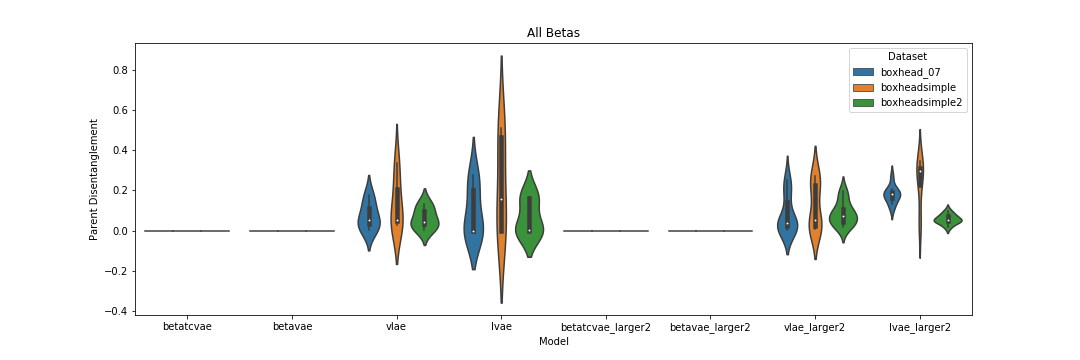 All Betas
Parent Disentanglement
0.8
0.6
0.4
0.2
0.0
−0.2
−0.4
Dataset
boxhead_07
boxheadsimple
boxheadsimple2
betatcvae
betavae
vlae
lvae
betatcvae_larger2
betavae_larger2
vlae_larger2
lvae_larger2
Model